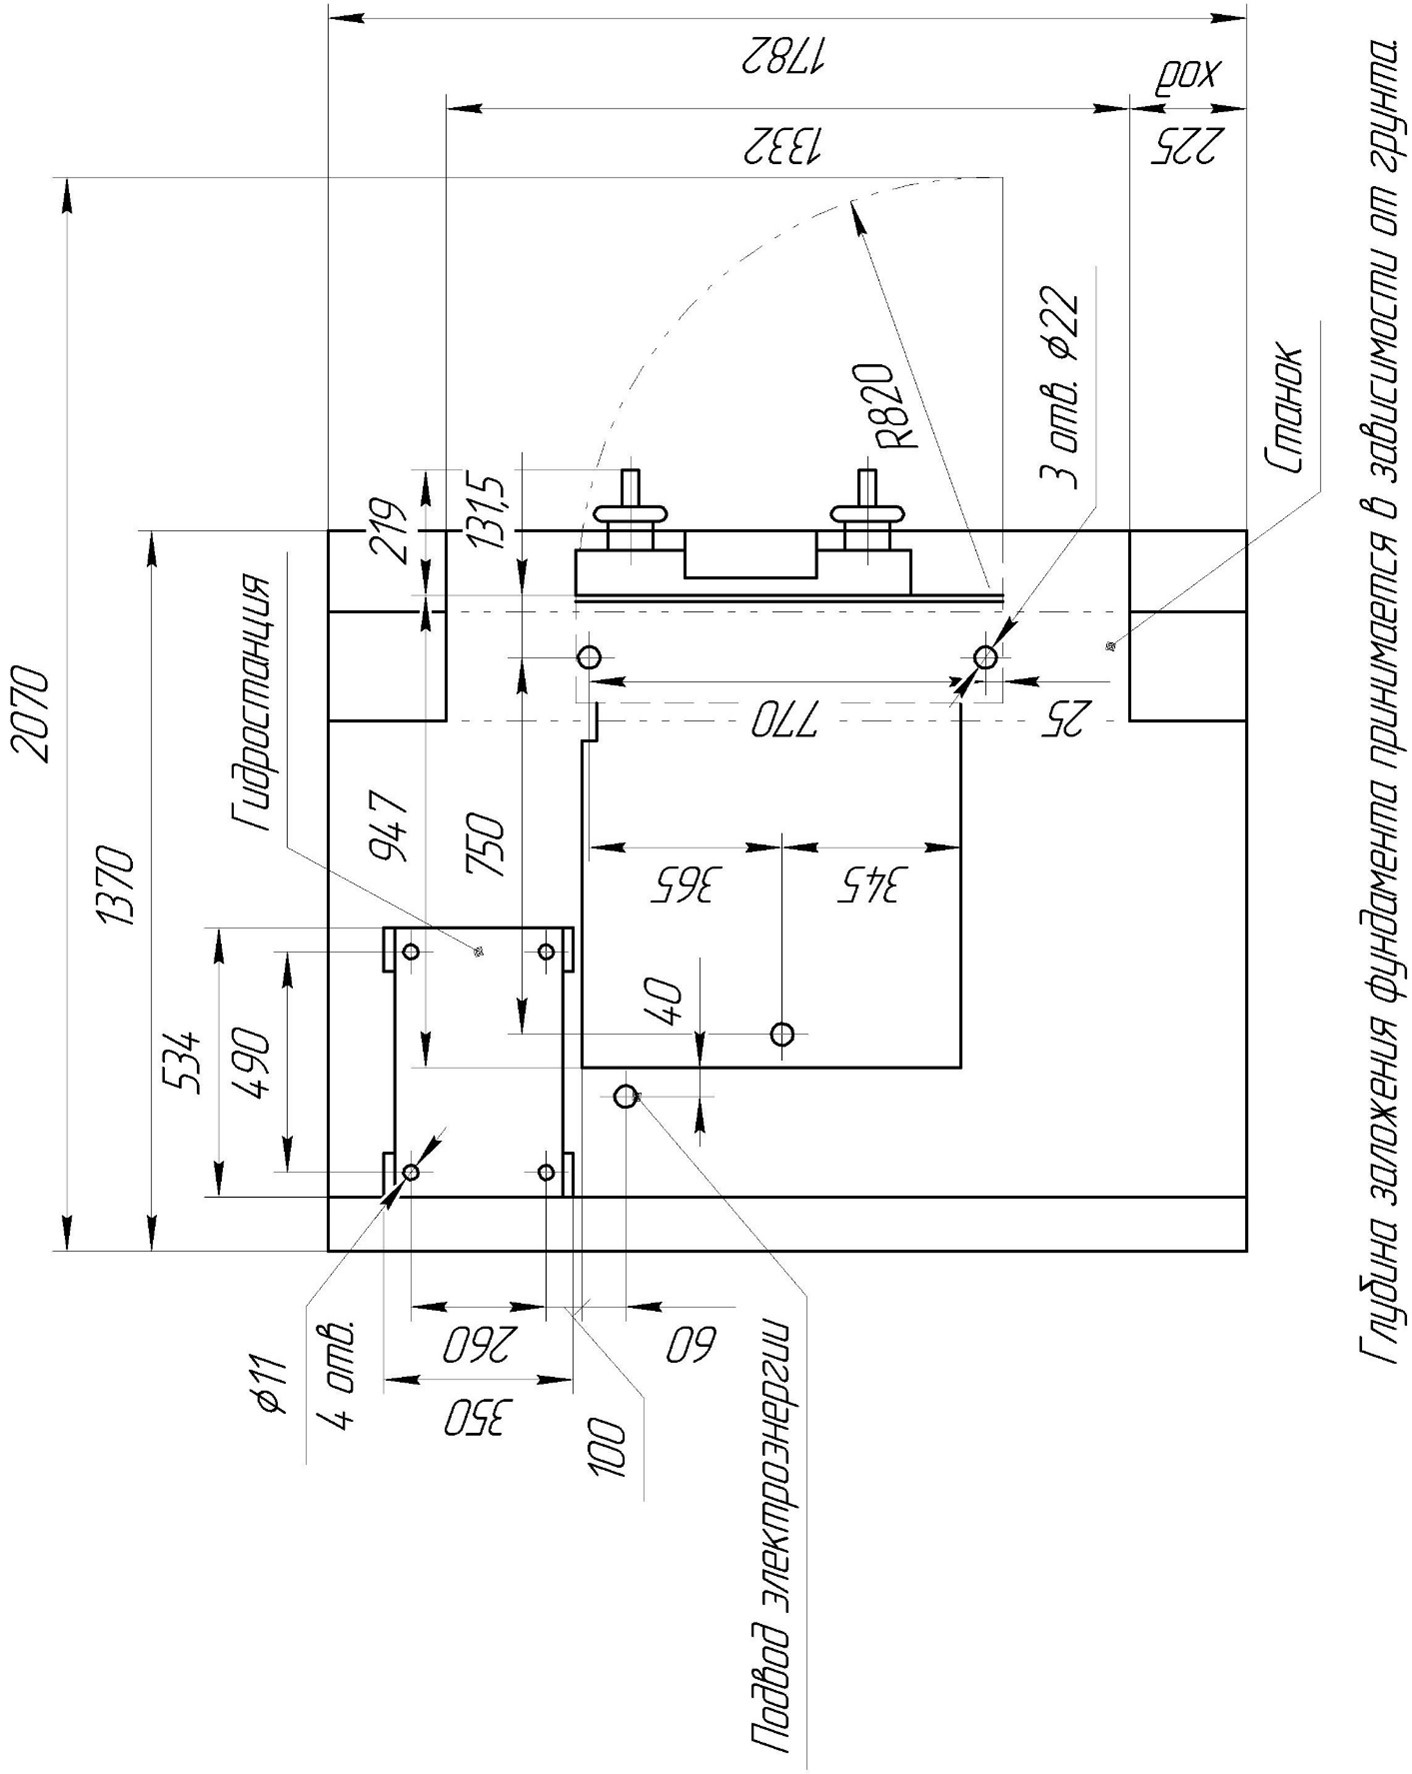 2070
1370
534
490
Гидростанция
ϕ11
4 отв.
947
219
350
260
750
131,5
100
60
40
365
Подвод электроэнергии
770
1332
1782
345
R820
25
3 отв. ϕ22
225
ход
Станок
Глубина заложения фундамента принимается в зависимости от грунта.